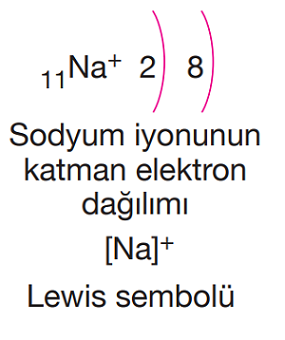 ₁₁Na⁺ 2) 8)
Sodyum iyonunun
katman elektron
dağılımı
[Na]⁺
Lewis sembolü